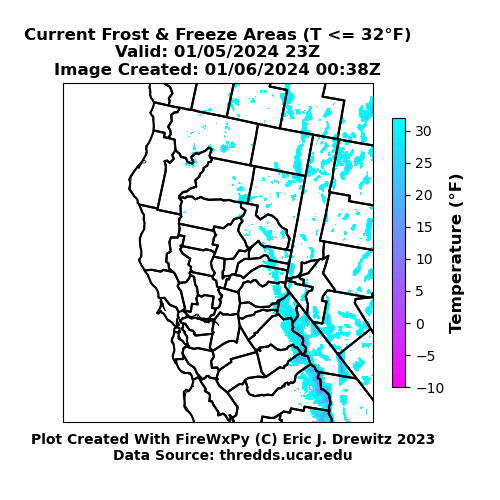 Current Frost & Freeze Areas (T <= 32°F)
Valid: 01/05/2024 23Z
Image Created: 01/06/2024 00:38Z
30
25
20
15
10
5
0
−5
−10
Temperature (°F)
Plot Created With FireWxPy (C) Eric J. Drewitz 2023
Data Source: thredds.ucar.edu